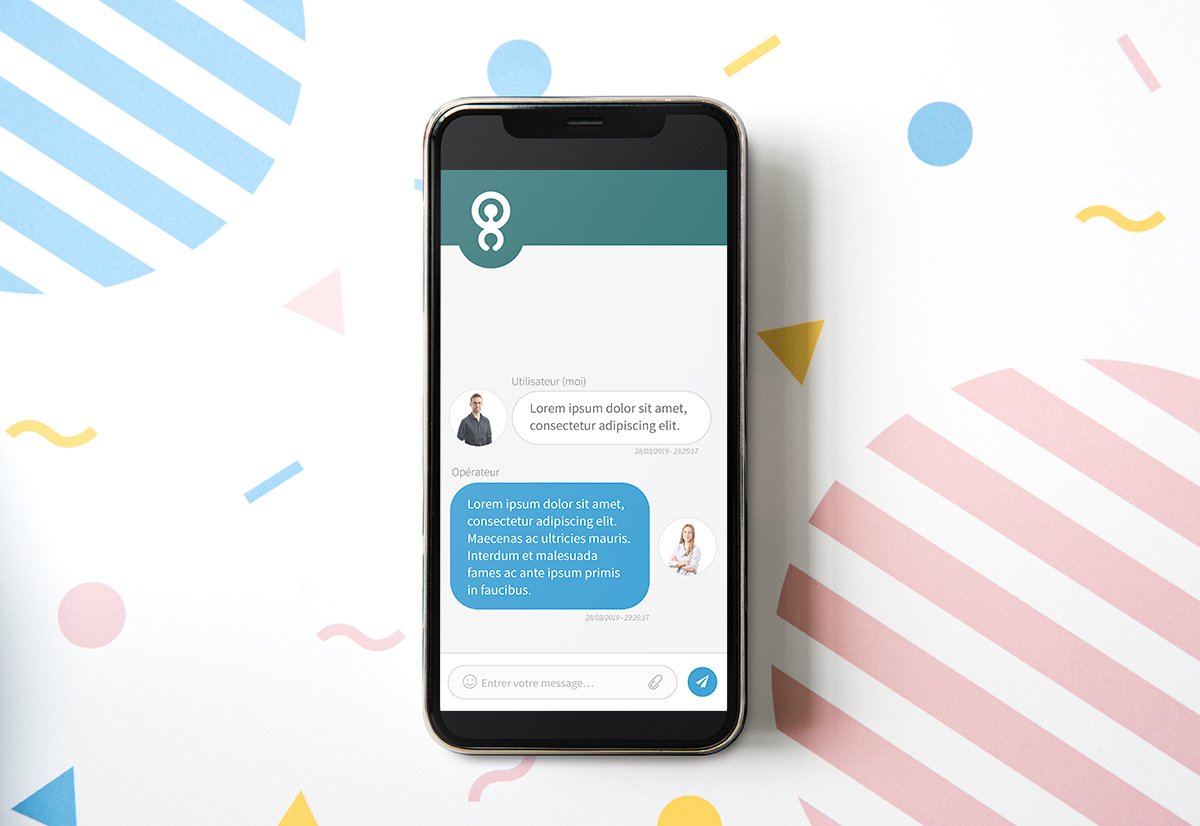 Utilisateur (moi)
Lorem ipsum dolor sit amet,
consectetur adipiscing elit.
28/03/2019 - 23:25:17
Opérateur
Lorem ipsum dolor sit amet,
consectetur adipiscing elit.
Maecenas ac ultricies mauris.
Interdum et malesuada
fames ac ante ipsum primis
in faucibus.
28/03/2019 - 23:25:17
Entrer votre message...